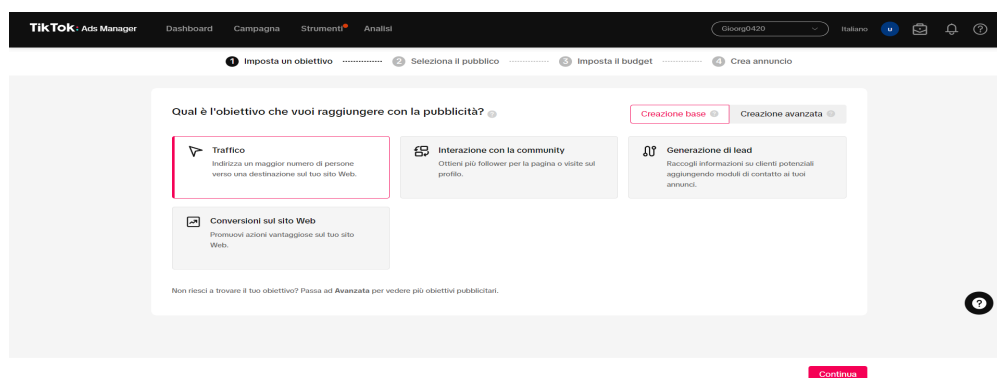 TikTok: Ads Manager Dashboard Campagna Strumenti Analisi Gioorg0420 Italiano u
1 Imposta un obiettivo 2 Seleziona il pubblico 3 Imposta il budget 4 Crea annuncio
Qual è l'obiettivo che vuoi raggiungere con la pubblicità? Creazione base Creazione avanzata
Traffico
Indirizza un maggior numero di persone
verso una destinazione sul tuo sito Web.
Interazione con la community
Ottieni più follower per la pagina o visite sul
profilo.
Generazione di lead
Raccogli informazioni su clienti potenziali
aggiungendo moduli di contatto ai tuoi
annunci.
Conversioni sul sito Web
Promuovi azioni vantaggiose sul tuo sito
Web.
Non riesci a trovare il tuo obiettivo? Passa ad Avanzata per vedere più obiettivi pubblicitari.
Continua